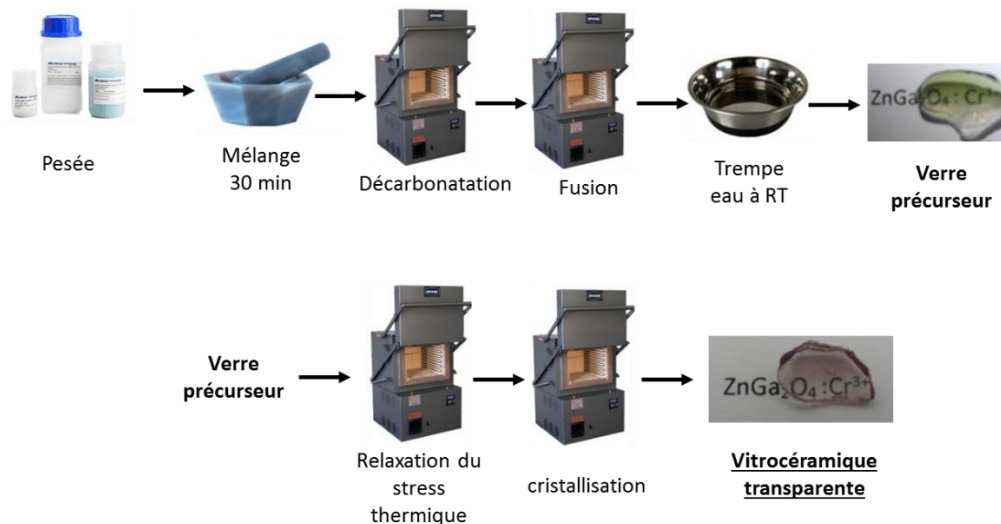 ZnGa₂O₄ : Cr³⁺
Pesée
Mélange
30 min
Décarbonatation
Fusion
Trempe
eau à RT
Verre
précurseur
Verre
précurseur
ZnGa₂O₄ :Cr³⁺
Relaxation du
stress
thermique
cristallisation
Vitrocéramique
transparente